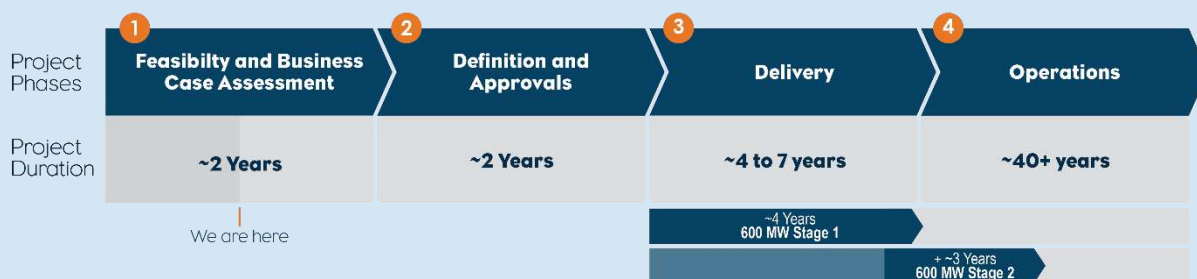 1
2
3
4
Project
Phases
Feasibilty and Business
Case Assessment
Definition and
Approvals
Delivery
Operations
Project
Duration
~2 Years
~2 Years
~4 to 7 years
~40+ years
We are here
~4 Years
600 MW Stage 1
+ ~3 Years
600 MW Stage 2